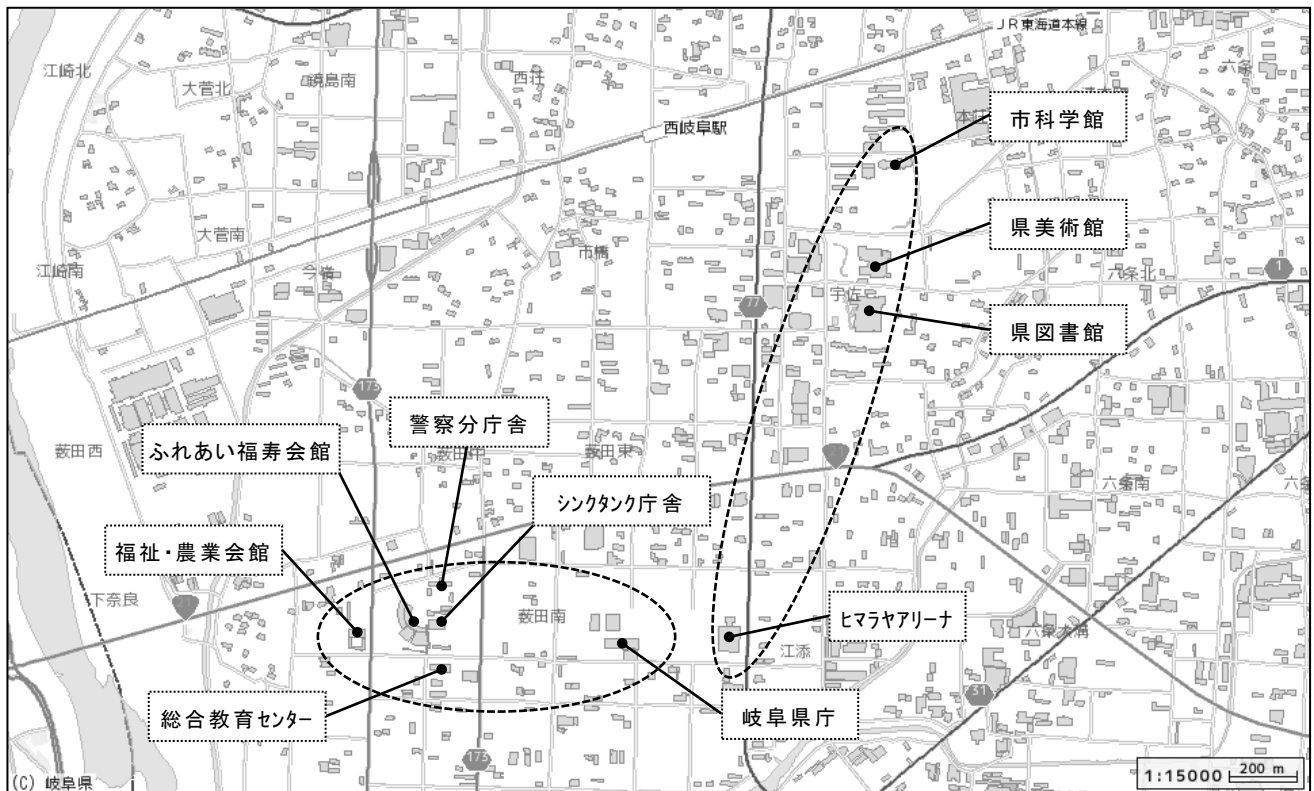 JR東海道本線
江崎北
大菅北
鏡島南
西荘
六条
市科学館
西岐阜駅
県美術館
大菅南
江崎南
今嶺
市橋
六条北
1
宇佐
77
県図書館
173
警察分庁舎
ふれあい福寿会館
薮田西
薮田東
21
六条南
シンクタンク庁舎
福祉・農業会館
下奈良
21
薮田南
ヒマラヤアリーナ
江添
六条大溝
総合教育センター
岐阜県庁
31
173
(C) 岐阜県
1:15000 200 m